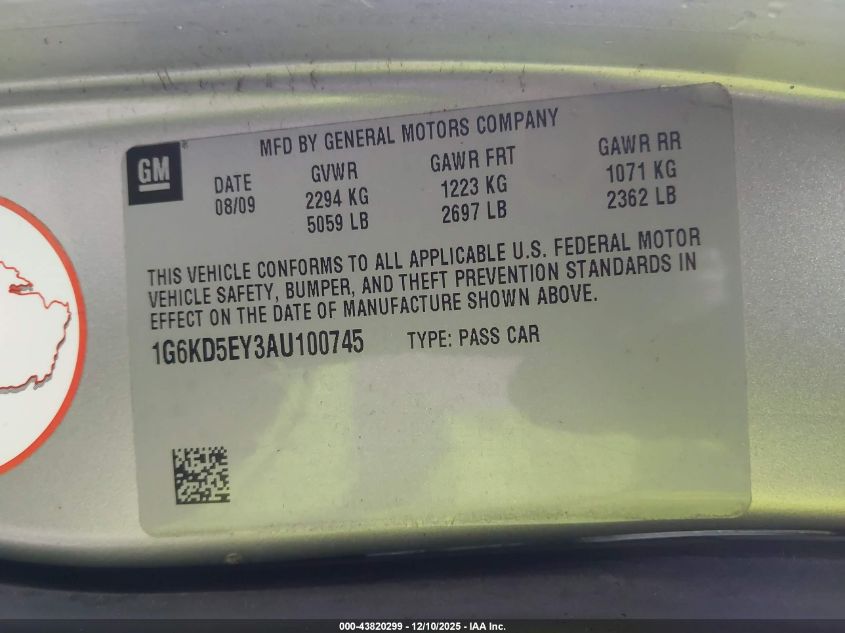 MFD BY GENERAL MOTORS COMPANY
GM
DATE GVWR GAWR FRT GAWR RR
08/09 2294 KG 1223 KG 1071 KG
5059 LB 2697 LB 2362 LB
THIS VEHICLE CONFORMS TO ALL APPLICABLE U.S. FEDERAL MOTOR
VEHICLE SAFETY, BUMPER, AND THEFT PREVENTION STANDARDS IN
EFFECT ON THE DATE OF MANUFACTURE SHOWN ABOVE.
1G6KD5EY3AU100745 TYPE: PASS CAR
000-43820299 — 12/10/2025 — IAA Inc.